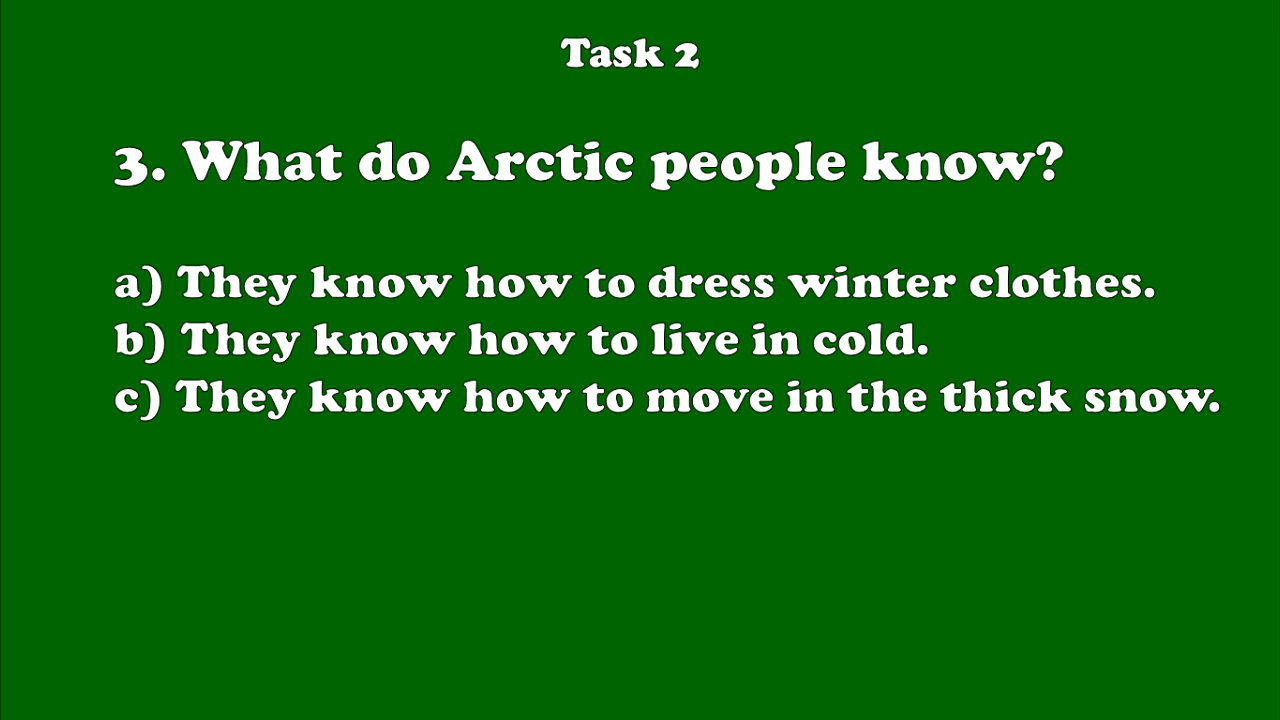 Task 2
3. What do Arctic people know?
a) They know how to dress winter clothes.
b) They know how to live in cold.
c) They know how to move in the thick snow.